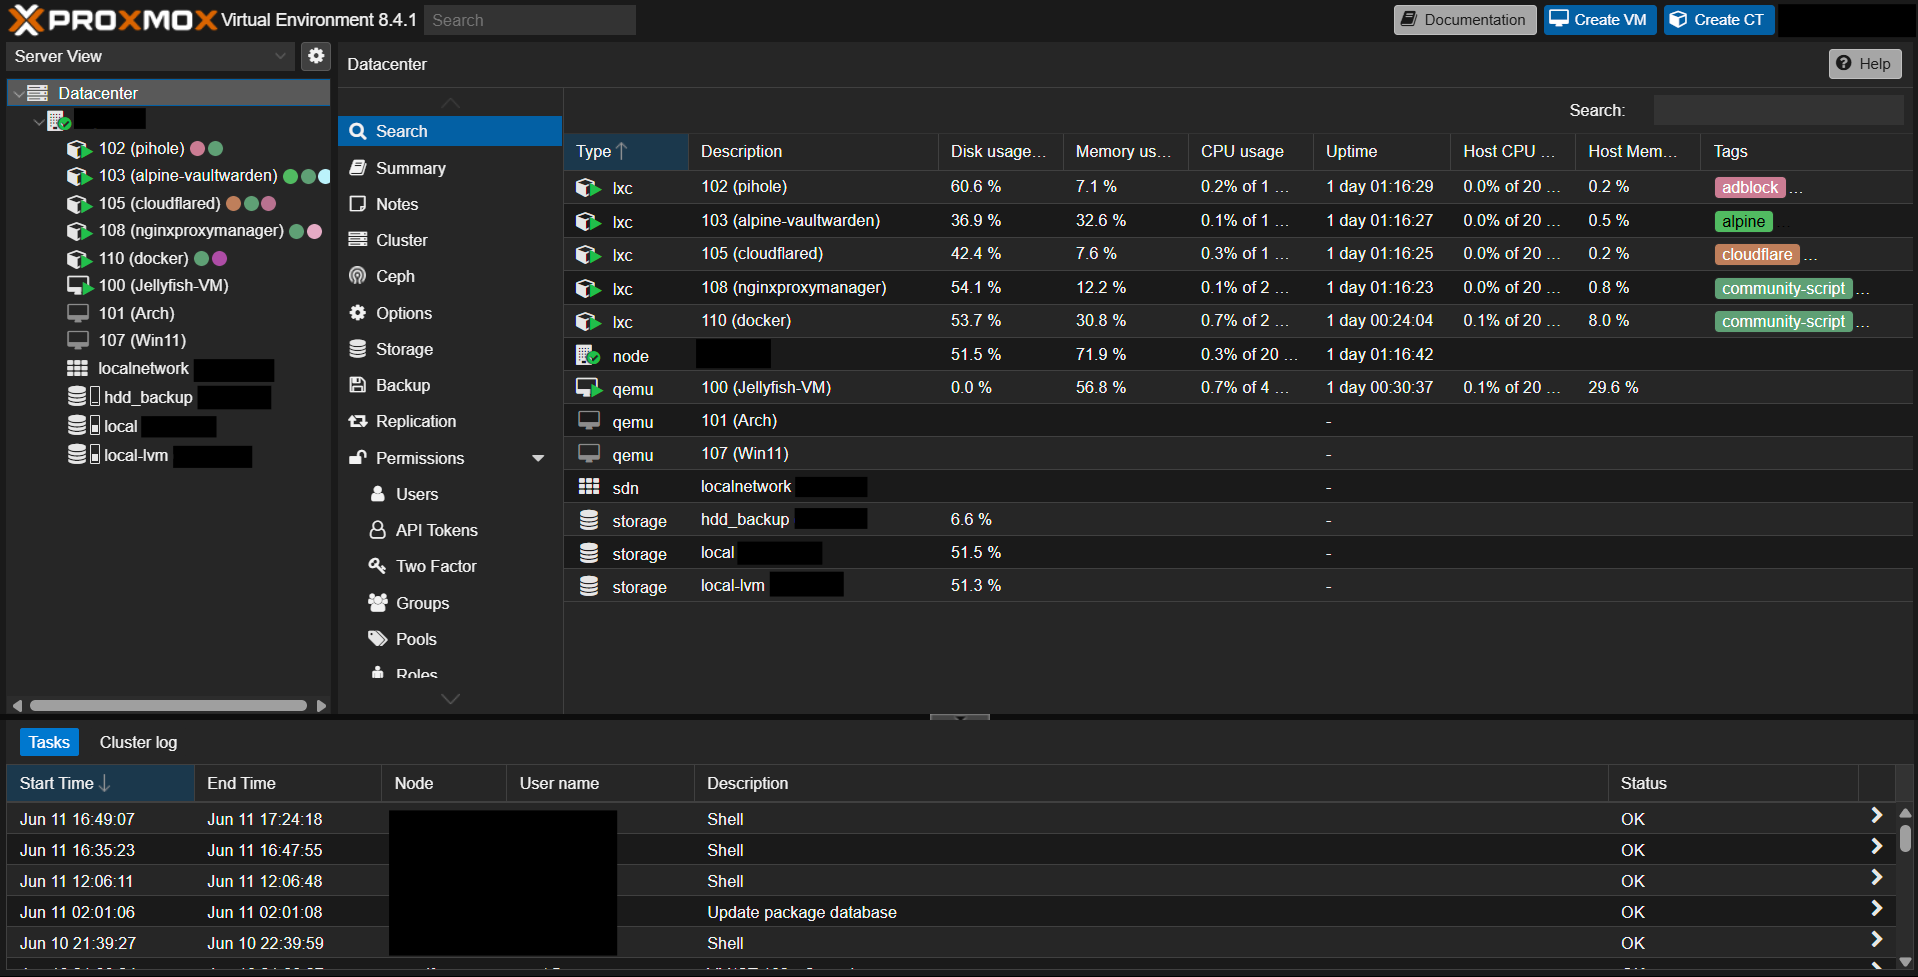 PROXMOX Virtual Environment 8.4.1 Search Documentation Create VM Create CT
Server View
Datacenter Help
Datacenter
102 (pihole)
103 (alpine-vaultwarden)
105 (cloudflared)
108 (nginxproxymanager)
110 (docker)
100 (Jellyfish-VM)
101 (Arch)
107 (Win11)
localnetwork
hdd_backup
local
local-lvm
Search
Summary
Notes
Cluster
Ceph
Options
Storage
Backup
Replication
Permissions
Users
API Tokens
Two Factor
Groups
Pools
Roles
Search:
Type Description Disk usage... Memory us... CPU usage Uptime Host CPU ... Host Mem... Tags
lxc 102 (pihole) 60.6 % 7.1 % 0.2% of 1 ... 1 day 01:16:29 0.0% of 20 ... 0.2 % adblock ...
lxc 103 (alpine-vaultwarden) 36.9 % 32.6 % 0.1% of 1 ... 1 day 01:16:27 0.0% of 20 ... 0.5 % alpine
lxc 105 (cloudflared) 42.4 % 7.6 % 0.3% of 1 ... 1 day 01:16:25 0.0% of 20 ... 0.2 % cloudflare ...
lxc 108 (nginxproxymanager) 54.1 % 12.2 % 0.1% of 2 ... 1 day 01:16:23 0.0% of 20 ... 0.8 % community-script ...
lxc 110 (docker) 53.7 % 30.8 % 0.7% of 2 ... 1 day 00:24:04 0.1% of 20 ... 8.0 % community-script ...
node 51.5 % 71.9 % 0.3% of 20 ... 1 day 01:16:42
qemu 100 (Jellyfish-VM) 0.0 % 56.8 % 0.7% of 4 ... 1 day 00:30:37 0.1% of 20 ... 29.6 %
qemu 101 (Arch) -
qemu 107 (Win11) -
sdn localnetwork -
storage hdd_backup 6.6 % -
storage local 51.5 % -
storage local-lvm 51.3 % -
Tasks Cluster log
Start Time End Time Node User name Description Status
Jun 11 16:49:07 Jun 11 17:24:18 Shell OK
Jun 11 16:35:23 Jun 11 16:47:55 Shell OK
Jun 11 12:06:11 Jun 11 12:06:48 Shell OK
Jun 11 02:01:06 Jun 11 02:01:08 Update package database OK
Jun 10 21:39:27 Jun 10 22:39:59 Shell OK